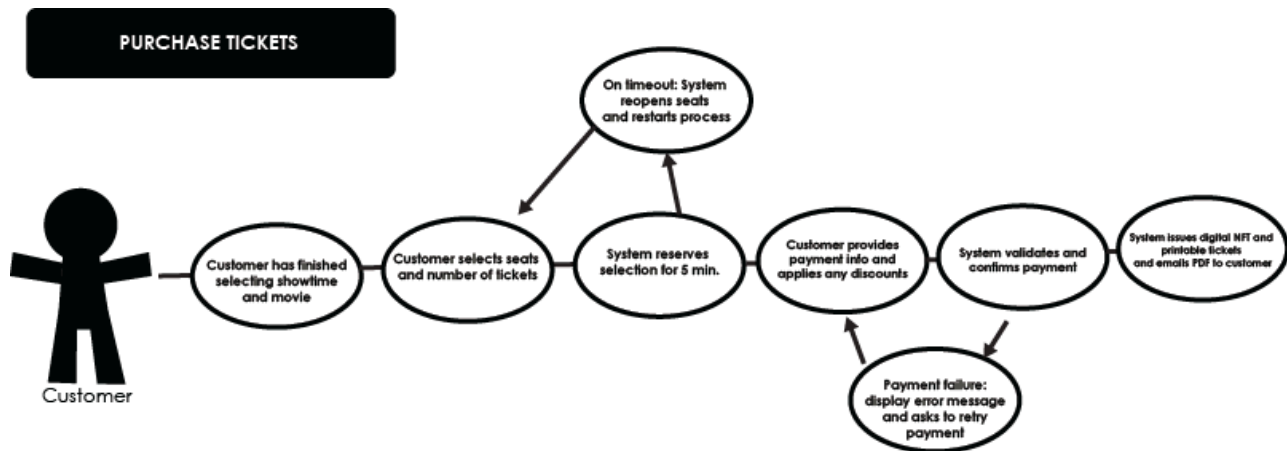 PURCHASE TICKETS
On timeout: System
reopens seats
and restarts process
Customer has finished
selecting showtime
and movie
Customer selects seats
and number of tickets
System reserves
selection for 5 min.
Customer provides
payment info and
applies any discounts
System validates and
confirms payment
System issues digital NFT and
printable tickets
and emails PDF to customer
Payment failure:
display error message
and asks to retry
payment
Customer